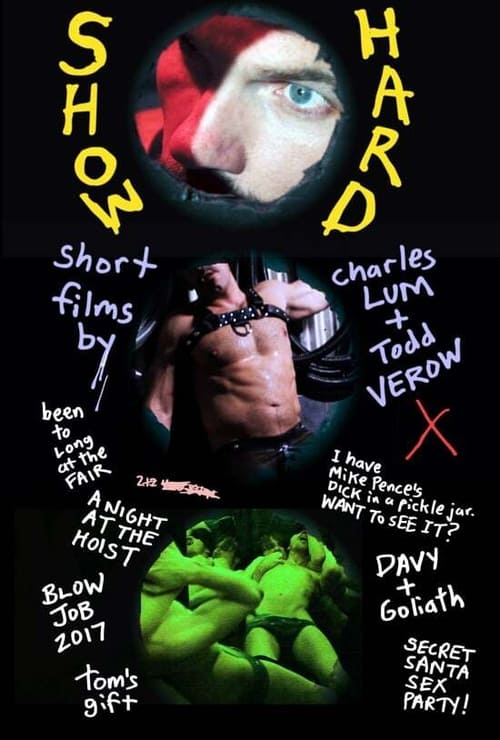 SHOW
HARD
Short
films
by
charles
LUM
+
Todd
VEROW
X
been
to
Long
at the
FAIR
I have
Mike Pence's
DICK in a pickle jar.
WANT TO SEE IT?
A NIGHT
AT THE
HOIST
DAVY
+
Goliath
BLOW
JOB
2017
SECRET
SANTA
SEX
PARTY!
tom's
gift